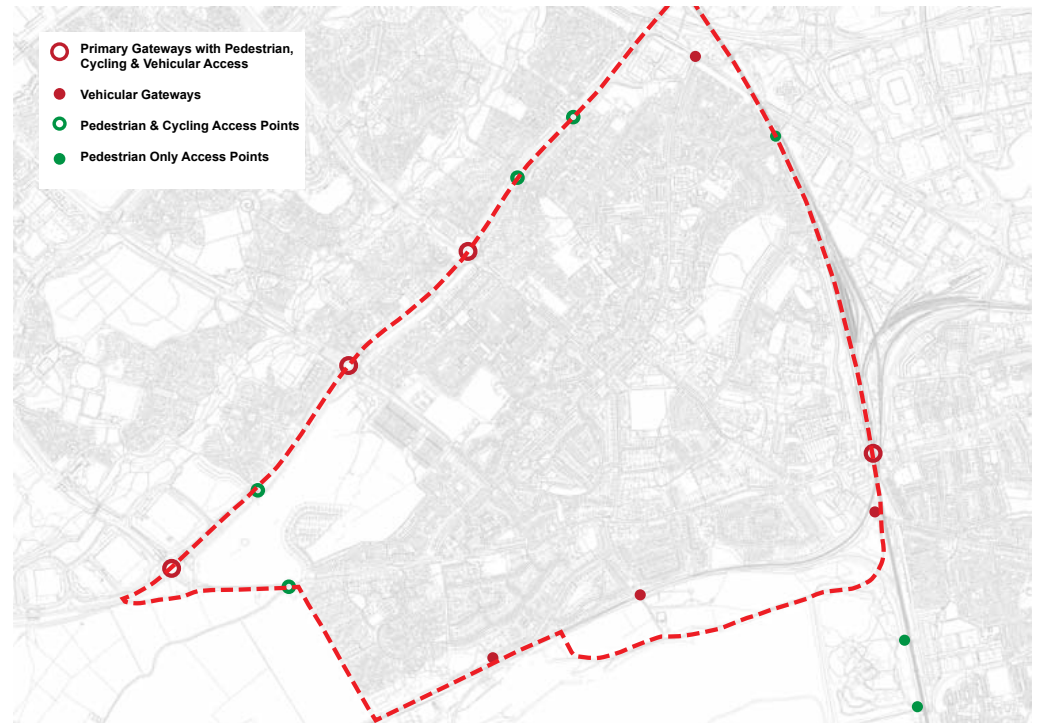 Primary Gateways with Pedestrian,
Cycling & Vehicular Access
Vehicular Gateways
Pedestrian & Cycling Access Points
Pedestrian Only Access Points